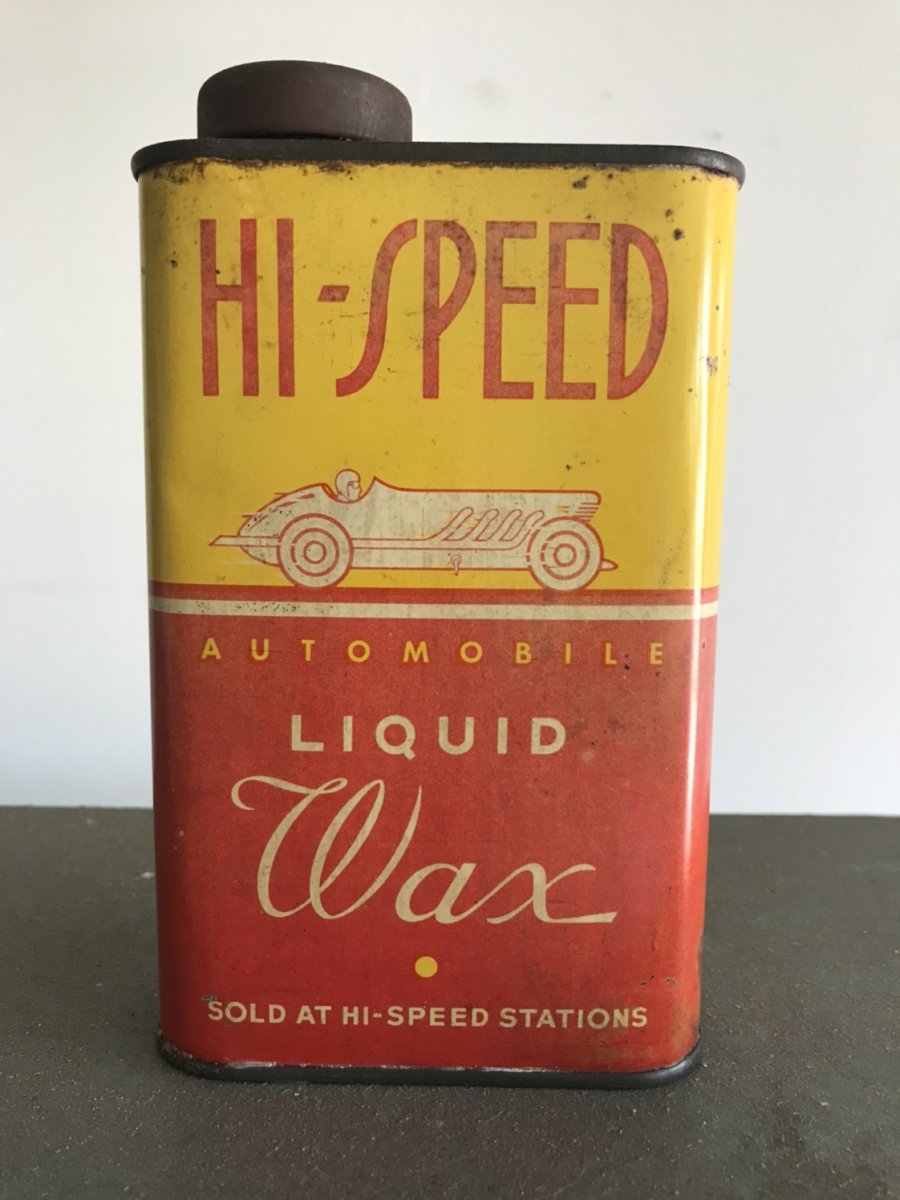 HI-SPEED
AUTOMOBILE
LIQUID
Wax
SOLD AT HI-SPEED STATIONS